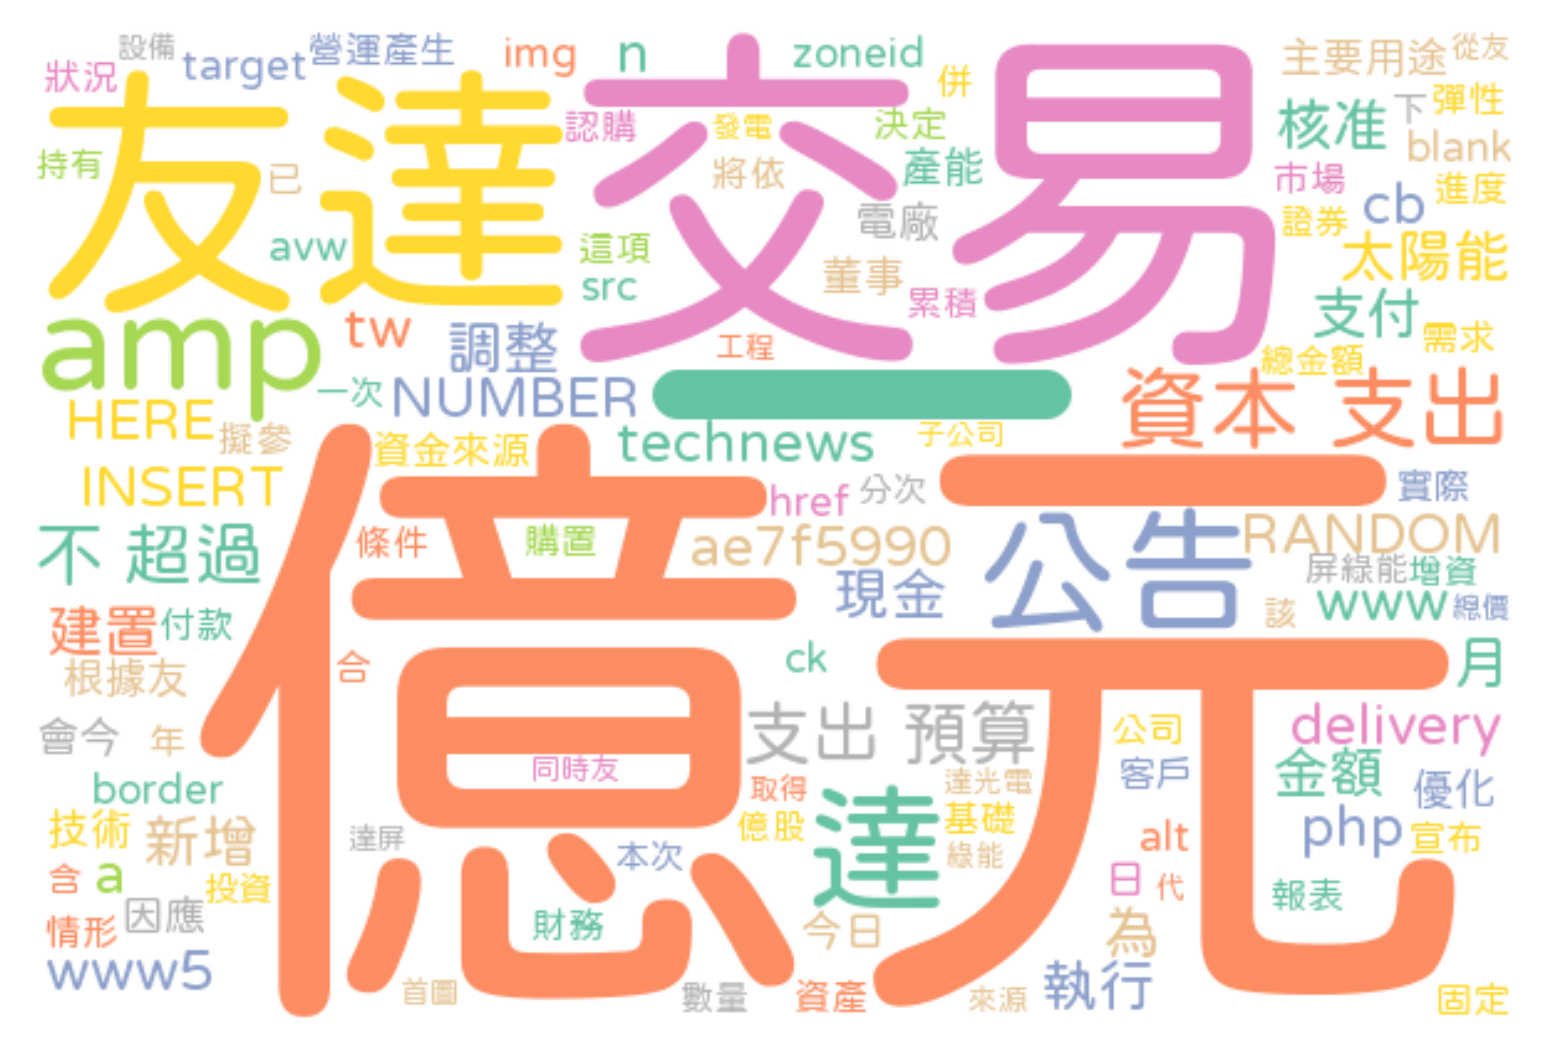 設備
狀況
target
營運產生
img
n
zoneid
主要用途
從友
友達
交易
認購
發電
決定
併
核准
下
彈性
blank
持有
已
將依
產能
市場
cb
進度
電廠
證券
avw
這項
src
董事
累積
太陽能
支付
需求
amp
tw
調整
工程
總金額
一次
NUMBER
一
資本 支出
HERE
擬參
資金來源
technews
子公司
INSERT
億元
href
分次
一
實際
不 超過
條件
購置
ae7f5990
公告
RANDOM
現金
屏綠能
增資
建置
付款
www
總價
該
根據友
合
ck
月
會今
年
支出 預算
公司
delivery
同時友
border
取得
達光電
客戶
金額
優化
技術
新增
達屏
億股
達
基礎
綠能
alt
php
宣布
本次
含
a
投資
日
代
報表
情形
因應
財務
今日
為
www5
首圖
數量
資產
來源
執行
固定